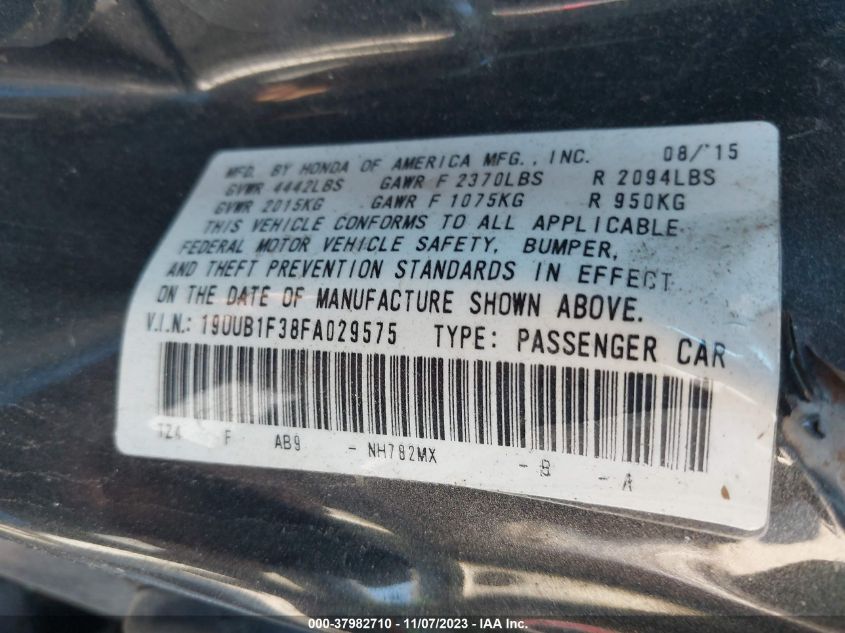 MFG. BY HONDA OF AMERICA MFG., INC. 08/'15
GVWR 4442LBS GAWR F 2370LBS R 2094LBS
GVWR 2015KG GAWR F 1075KG R 950KG
THIS VEHICLE CONFORMS TO ALL APPLICABLE
FEDERAL MOTOR VEHICLE SAFETY, BUMPER,
AND THEFT PREVENTION STANDARDS IN EFFECT
ON THE DATE OF MANUFACTURE SHOWN ABOVE.
V.I.N.: 19UUB1F38FA029575 TYPE: PASSENGER CAR
TZ4 F AB9 - NH782MX - B - A
000-37982710 - 11/07/2023 - IAA Inc.